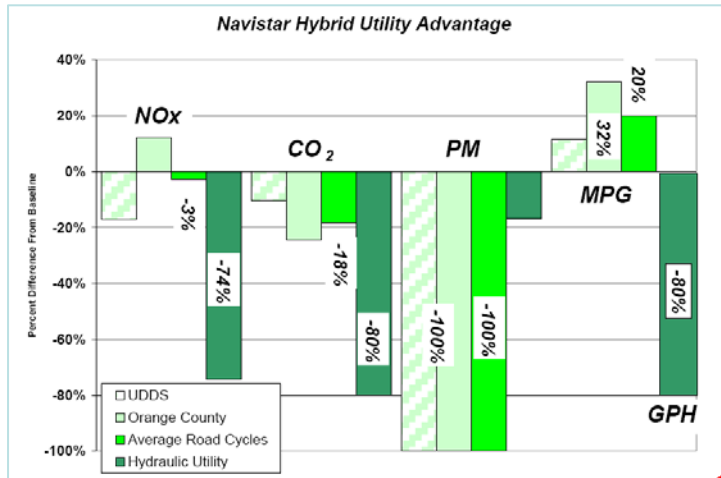 Navistar Hybrid Utility Advantage
Percent Difference From Baseline
40%
20%
0%
-20%
-40%
-60%
-80%
-100%
NOx
CO2
PM
MPG
GPH
-3%
-74%
-18%
-80%
-100%
-100%
32%
20%
-80%
UDDS
Orange County
Average Road Cycles
Hydraulic Utility